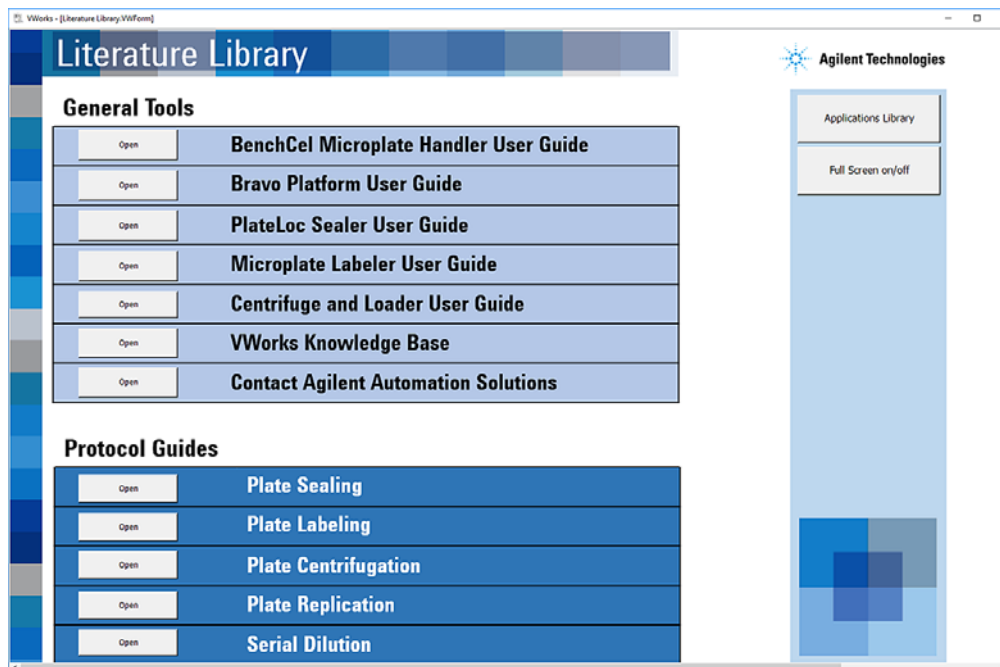 VWorks - [Literature Library.VWForm]
Literature Library
Agilent Technologies
General Tools
Open BenchCel Microplate Handler User Guide
Open Bravo Platform User Guide
Open PlateLoc Sealer User Guide
Open Microplate Labeler User Guide
Open Centrifuge and Loader User Guide
Open VWorks Knowledge Base
Open Contact Agilent Automation Solutions
Protocol Guides
Open Plate Sealing
Open Plate Labeling
Open Plate Centrifugation
Open Plate Replication
Open Serial Dilution
Applications Library
Full Screen on/off